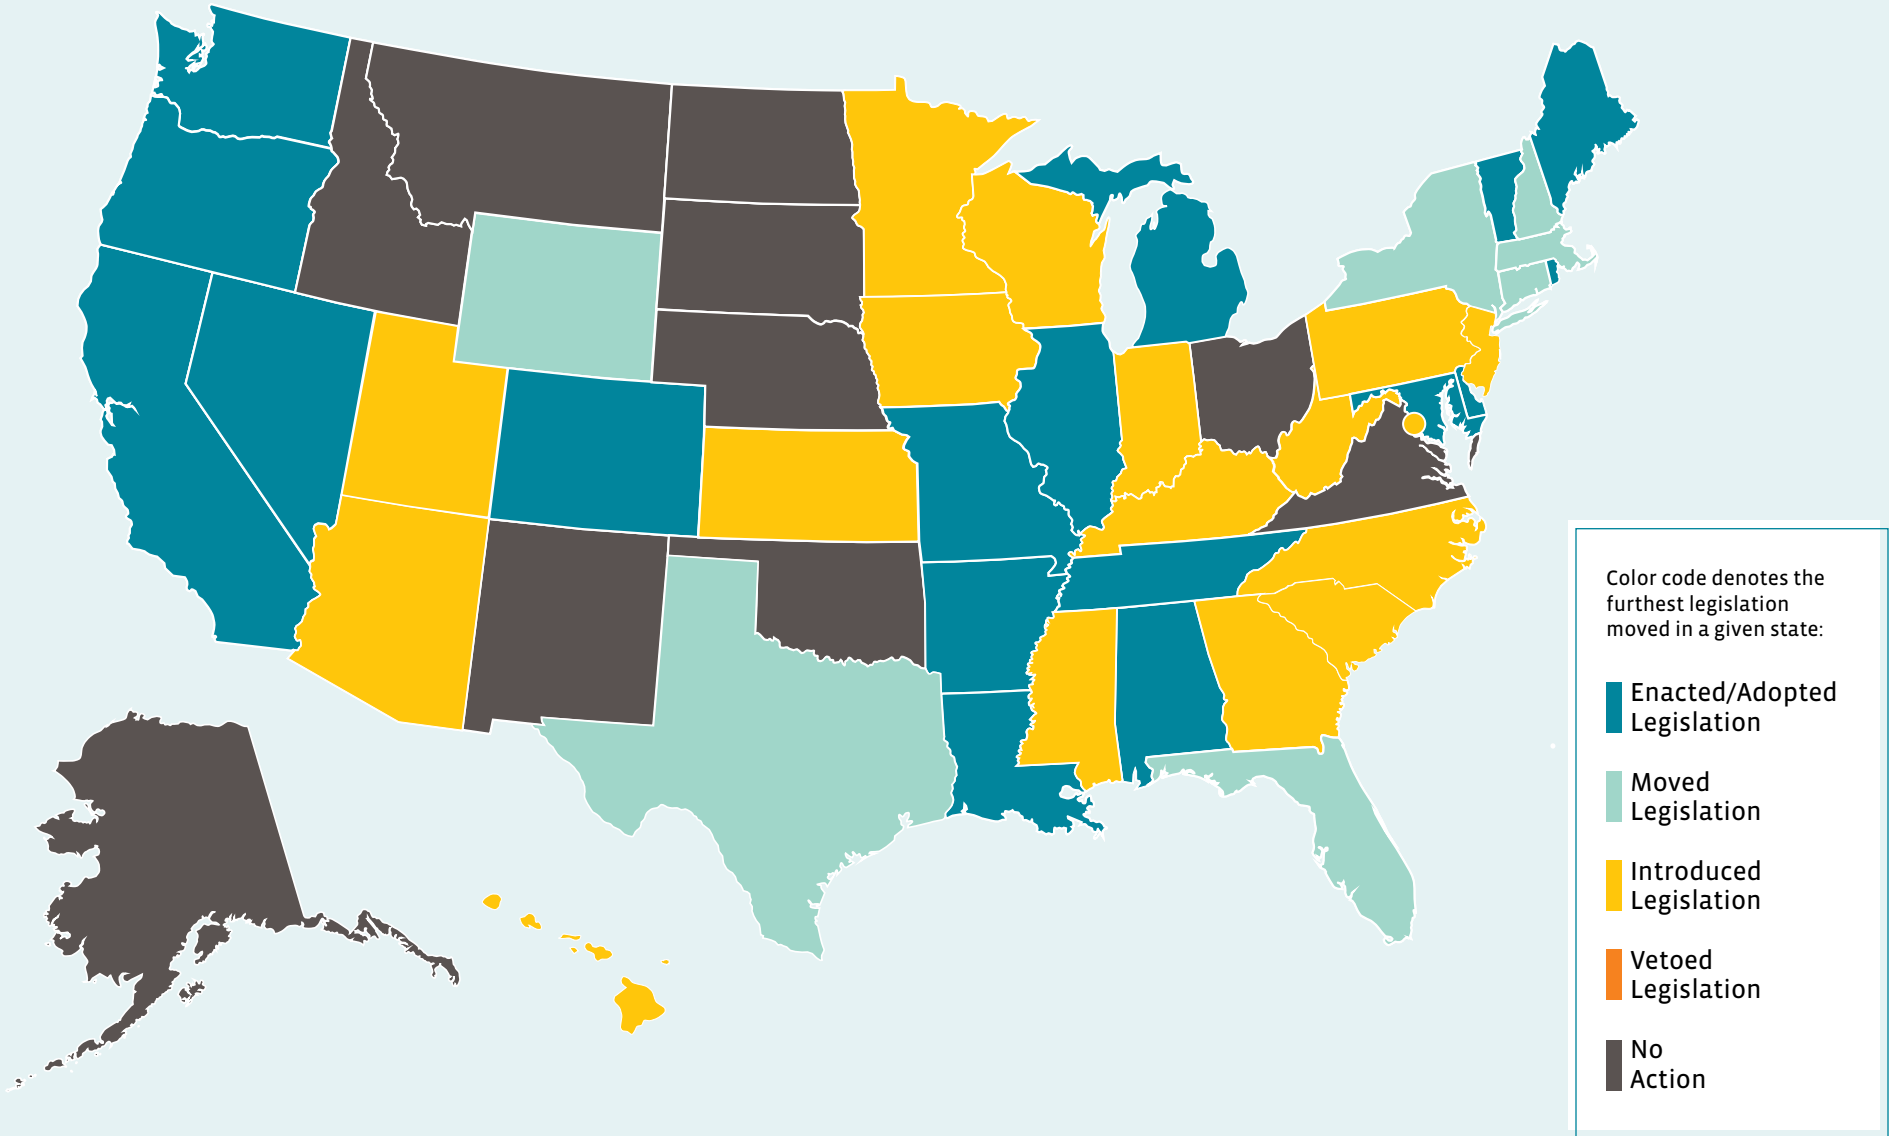 Color code denotes the
furthest legislation
moved in a given state:
Enacted/Adopted
Legislation
Moved
Legislation
Introduced
Legislation
Vetoed
Legislation
No
Action